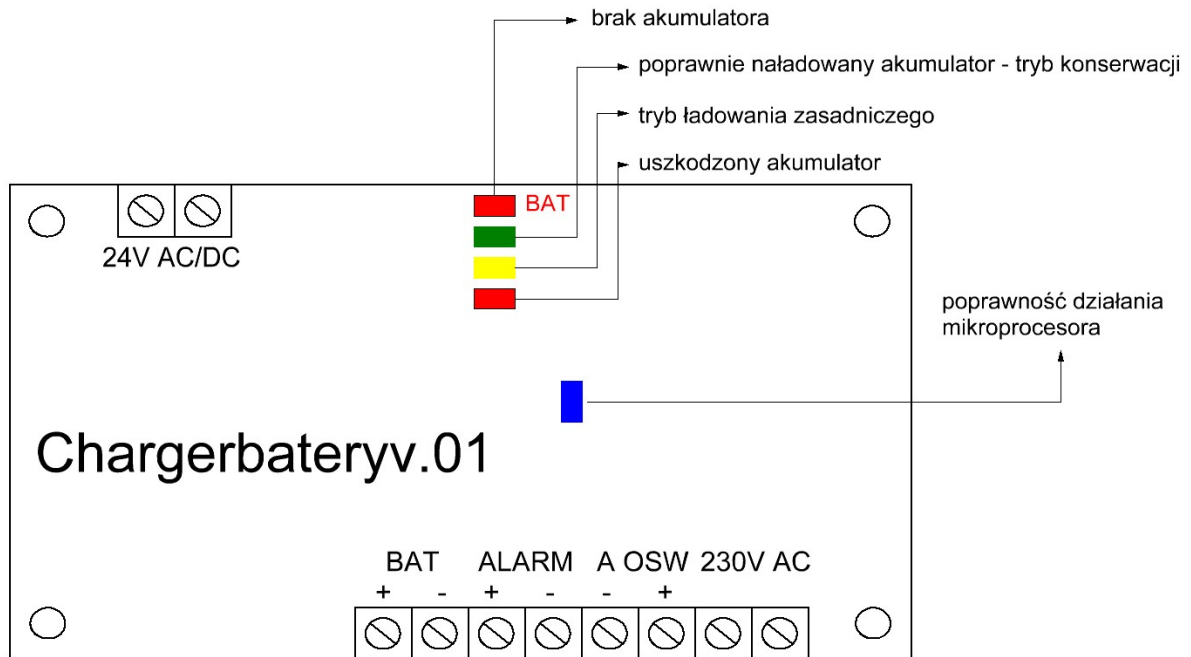 brak akumulatora
poprawnie naładowany akumulator - tryb konserwacji
tryb ładowania zasadniczego
uszkodzony akumulator
BAT
24V AC/DC
poprawność działania
mikroprocesora
Chargerbateryv.01
BAT ALARM A OSW 230V AC
+ - + - - +